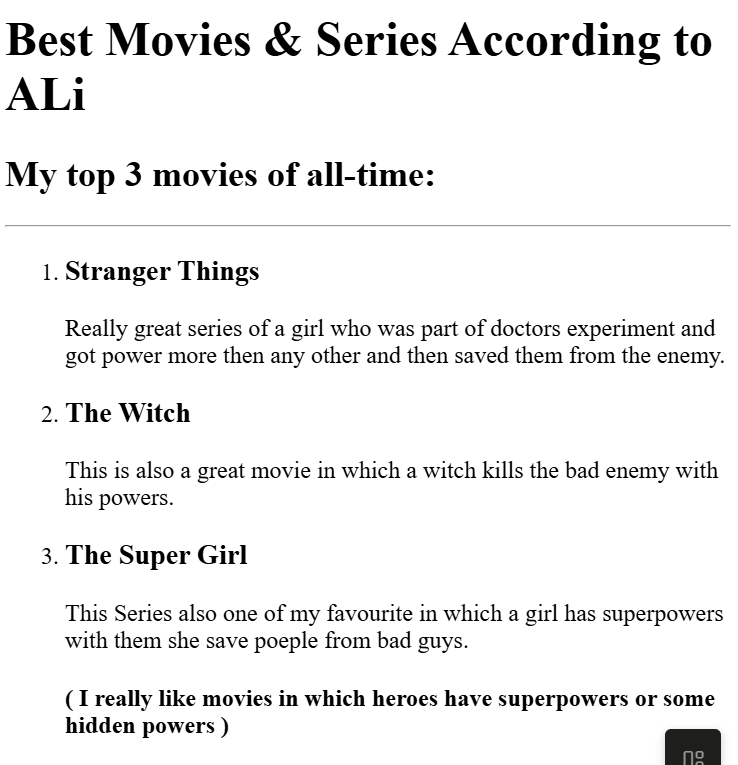 Best Movies & Series According to
ALi
My top 3 movies of all-time:
1. Stranger Things
Really great series of a girl who was part of doctors experiment and
got power more then any other and then saved them from the enemy.
2. The Witch
This is also a great movie in which a witch kills the bad enemy with
his powers.
3. The Super Girl
This Series also one of my favourite in which a girl has superpowers
with them she save poeple from bad guys.
( I really like movies in which heroes have superpowers or some
hidden powers )